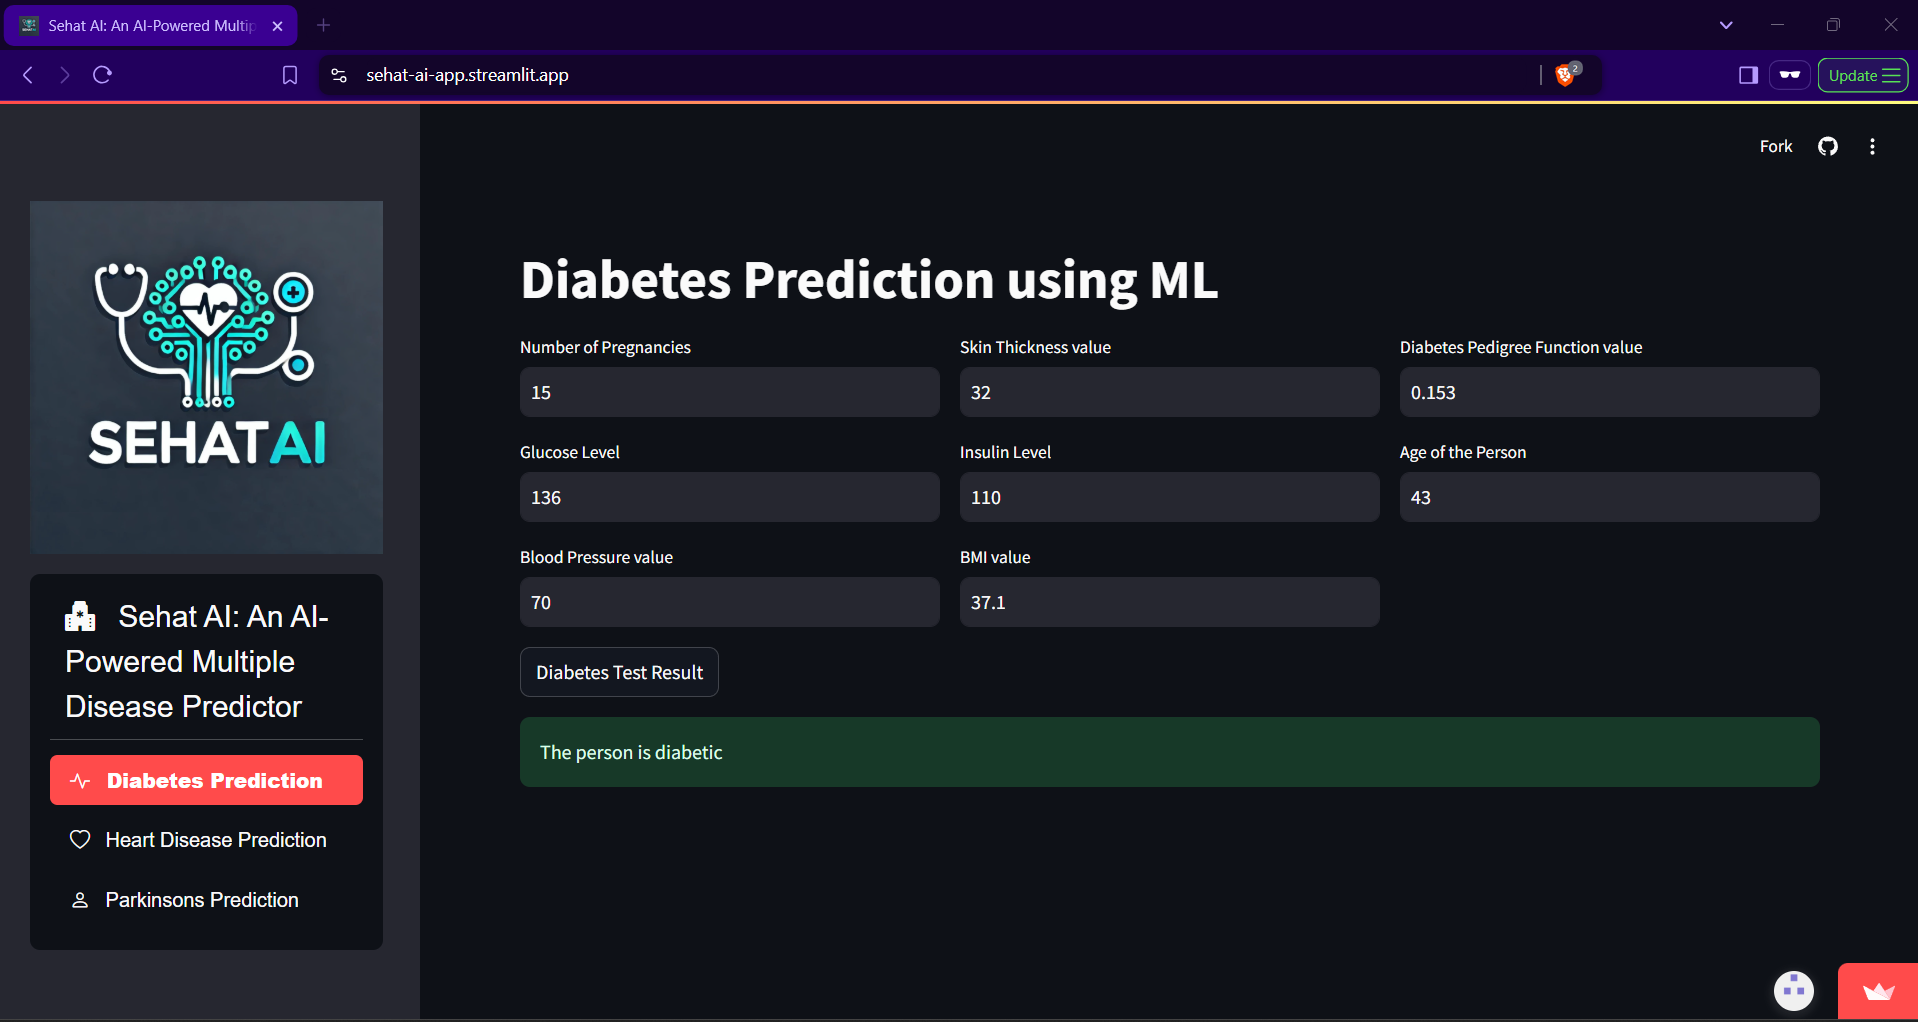 Sehat AI: An AI-Powered Multip
sehat-ai-app.streamlit.app
2
Update
Fork
SEHATAI
Sehat AI: An AI-
Powered Multiple
Disease Predictor
Diabetes Prediction
Heart Disease Prediction
Parkinsons Prediction
Diabetes Prediction using ML
Number of Pregnancies
15
Skin Thickness value
32
Diabetes Pedigree Function value
0.153
Glucose Level
136
Insulin Level
110
Age of the Person
43
Blood Pressure value
70
BMI value
37.1
Diabetes Test Result
The person is diabetic